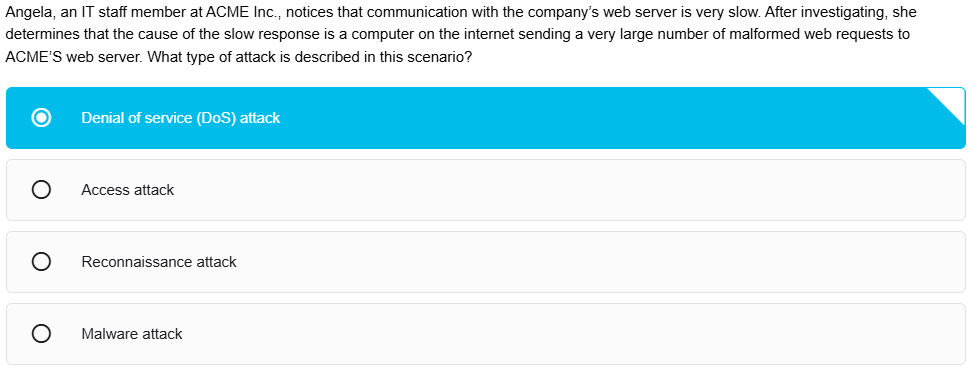 Angela, an IT staff member at ACME Inc., notices that communication with the company’s web server is very slow. After investigating, she
determines that the cause of the slow response is a computer on the internet sending a very large number of malformed web requests to
ACME’S web server. What type of attack is described in this scenario?
Denial of service (DoS) attack
Access attack
Reconnaissance attack
Malware attack